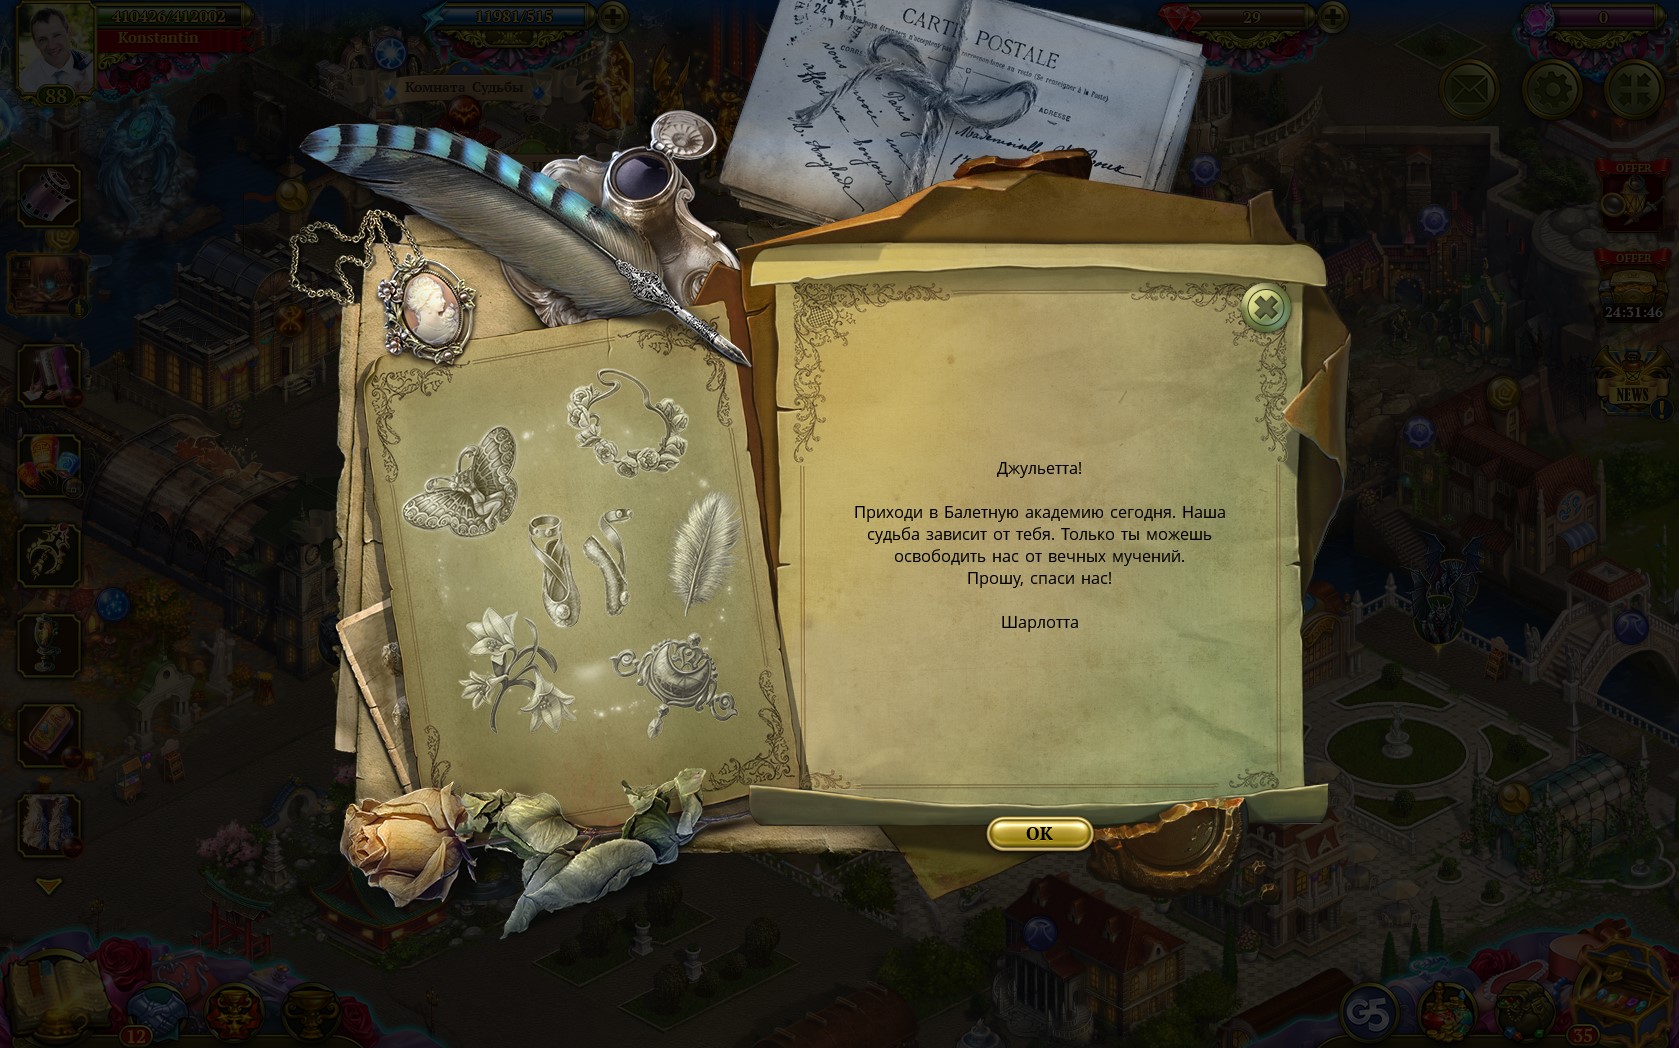 410426/412002
11981/515
29
0
Konstantin
88
Комната Судьбы
CARTE POSTALE
ADRESSE
OFFER
OFFER
24:31:46
NEWS
Джульетта!
Приходи в Балетную академию сегодня. Наша
судьба зависит от тебя. Только ты можешь
освободить нас от вечных мучений.
Прошу, спаси нас!
Шарлотта
OK
12
G5
35